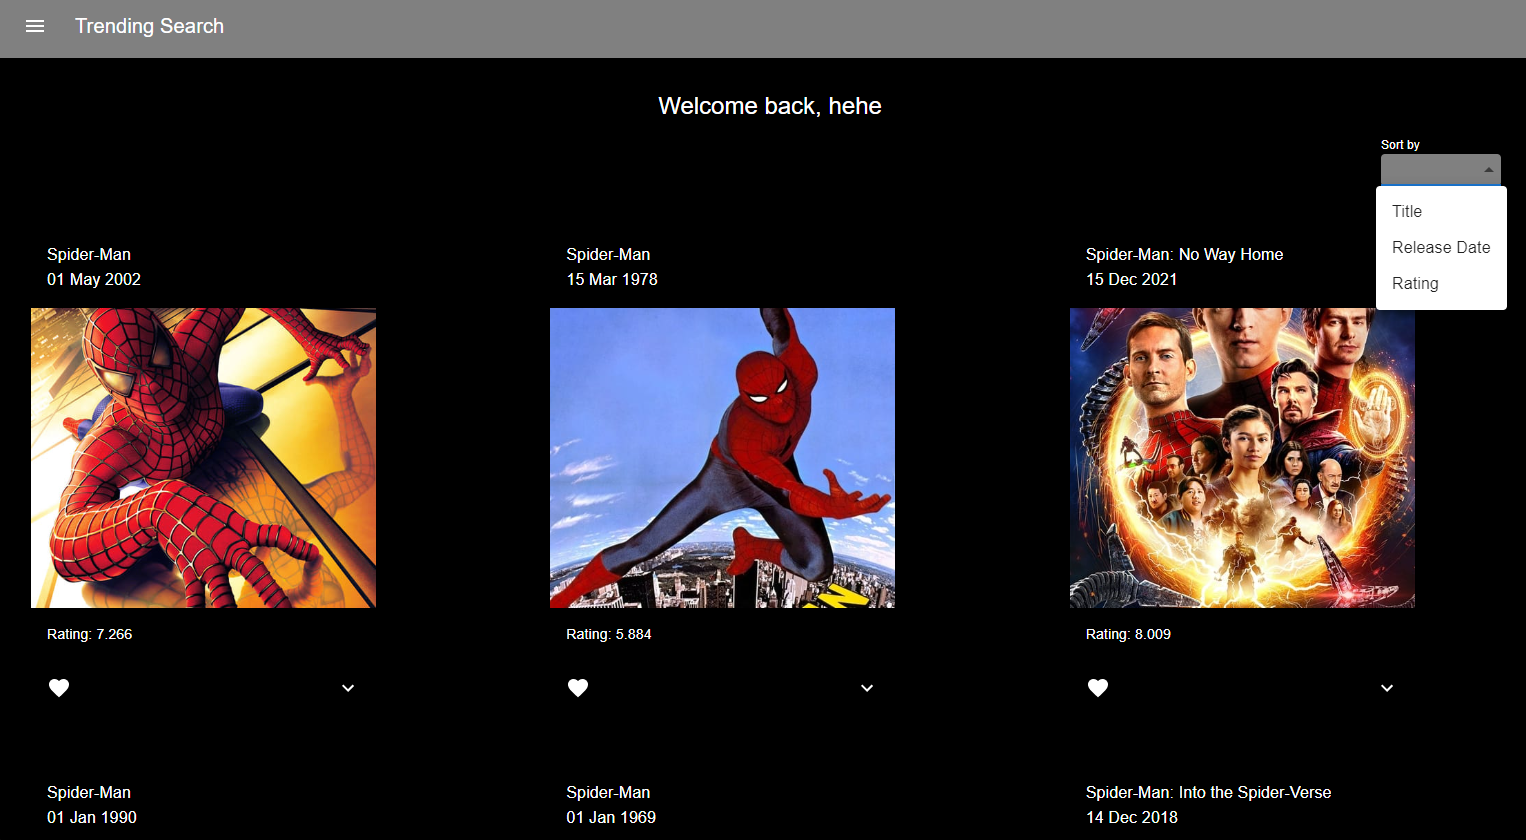 Trending Search
Welcome back, hehe
Sort by
Title
Release Date
Rating
Spider-Man
01 May 2002
Rating: 7.266
Spider-Man
15 Mar 1978
Rating: 5.884
Spider-Man: No Way Home
15 Dec 2021
Rating: 8.009
Spider-Man
01 Jan 1990
Spider-Man
01 Jan 1969
Spider-Man: Into the Spider-Verse
14 Dec 2018